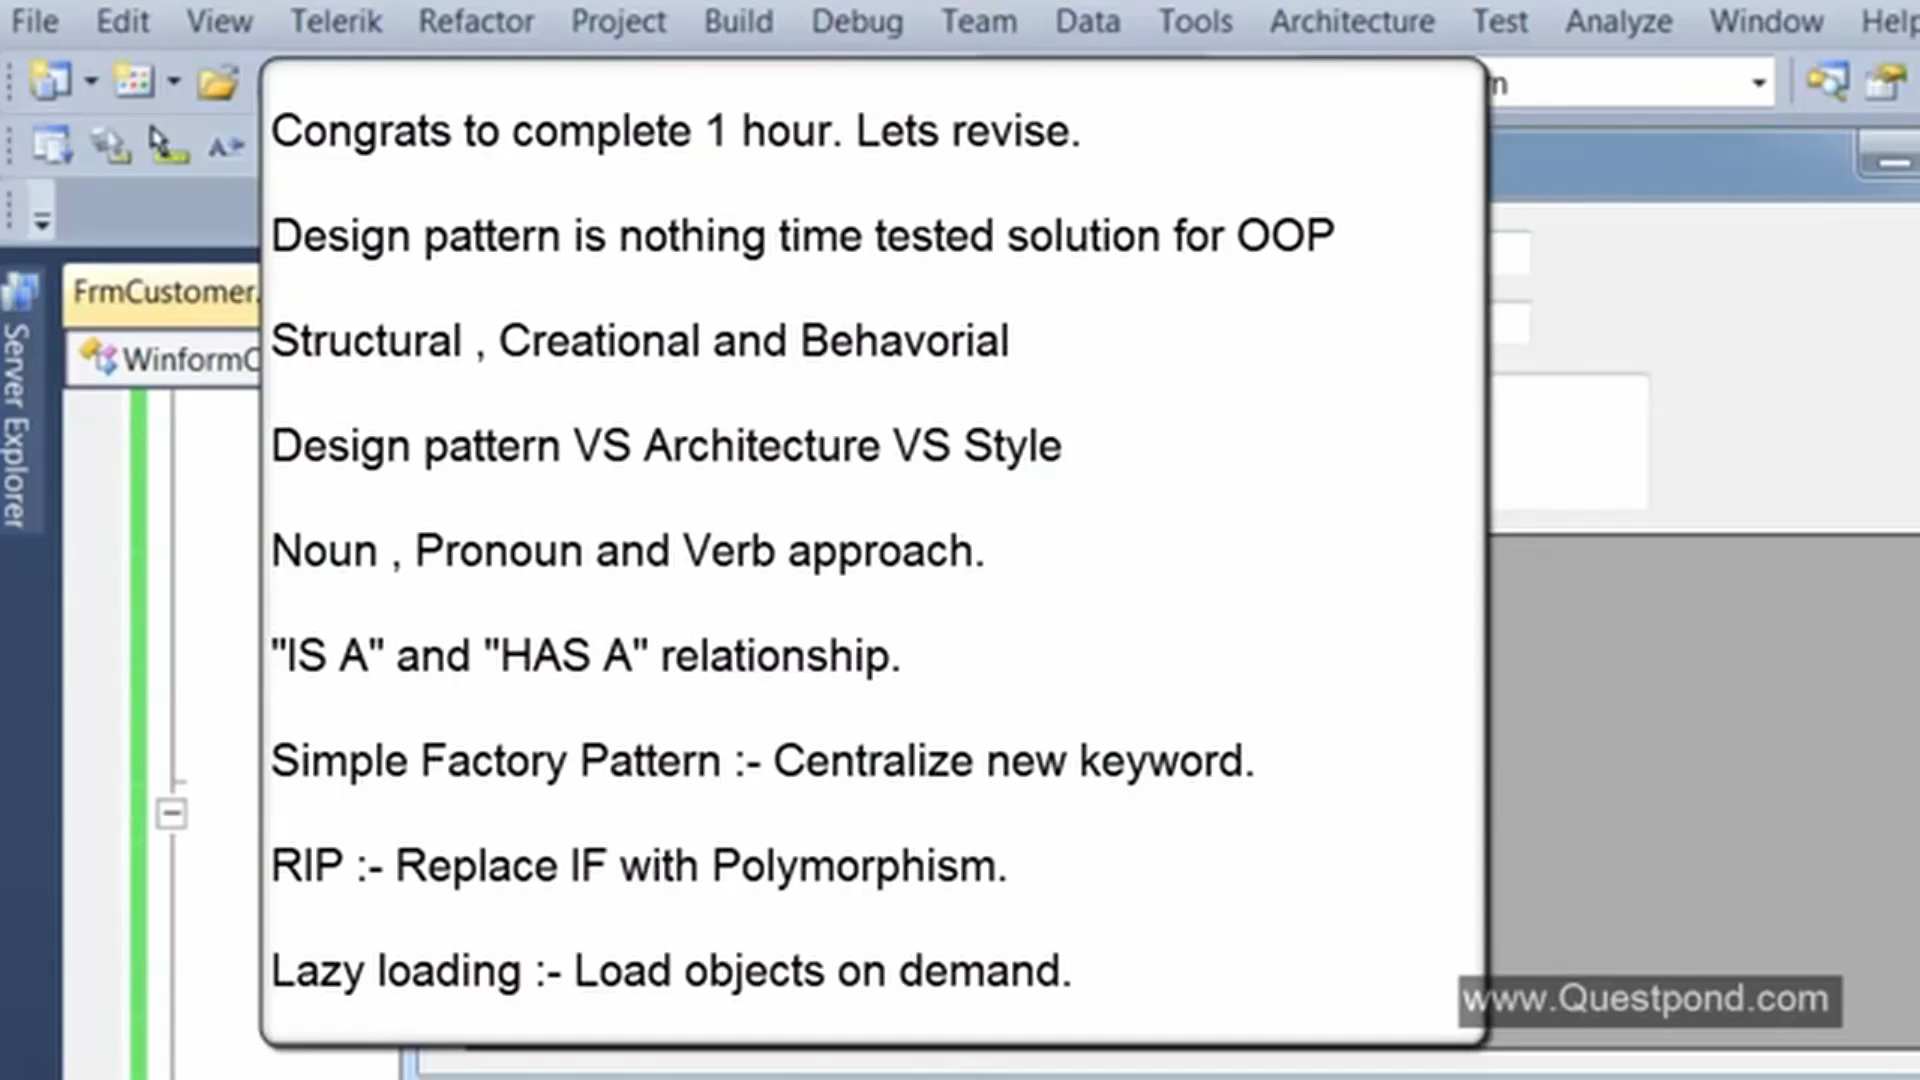 File Edit View Telerik Refactor Project Build Debug Team Data Tools Architecture Test Analyze Window Help
Congrats to complete 1 hour. Lets revise.
Design pattern is nothing time tested solution for OOP
FrmCustomer.
Structural , Creational and Behavorial
WinformC
Server Explorer
Design pattern VS Architecture VS Style
Noun , Pronoun and Verb approach.
"IS A" and "HAS A" relationship.
Simple Factory Pattern :- Centralize new keyword.
RIP :- Replace IF with Polymorphism.
Lazy loading :- Load objects on demand.
www.Questpond.com